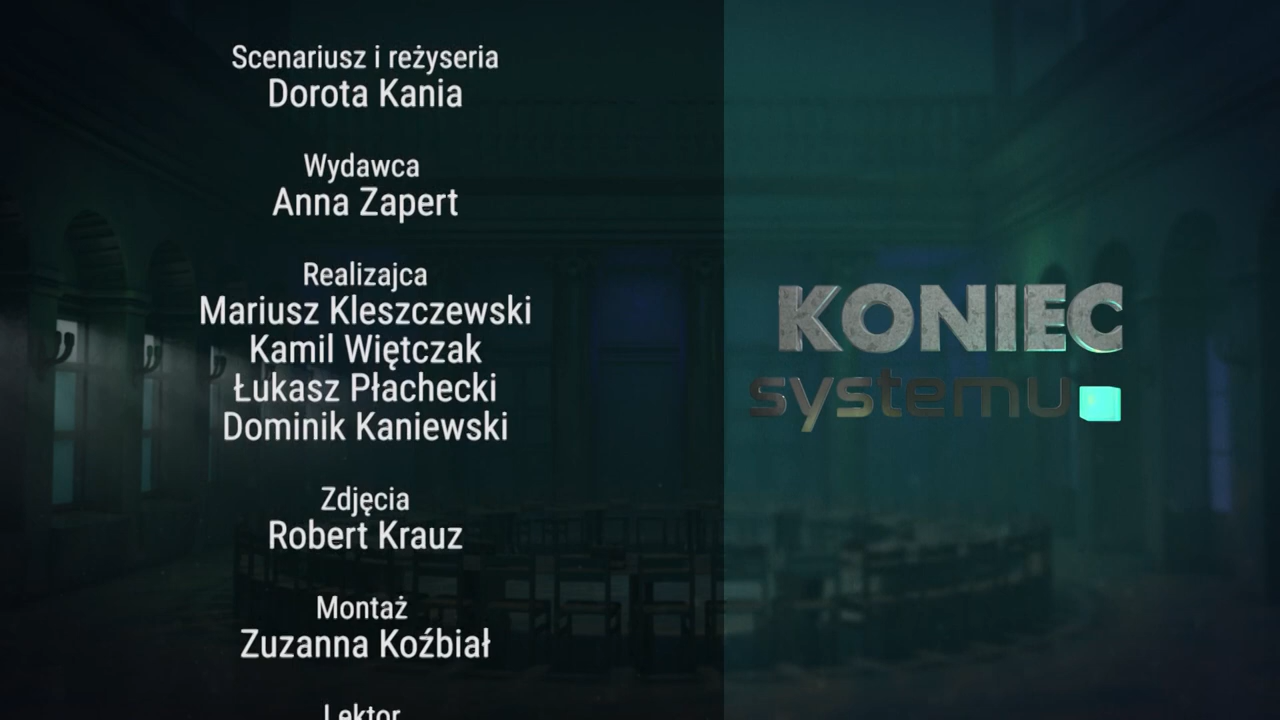 Scenariusz i reżyseria
Dorota Kania
Wydawca
Anna Zapert
Realizajca
Mariusz Kleszczewski
Kamil Więtczak
Łukasz Płachecki
Dominik Kaniewski
Zdjęcia
Robert Krauz
Montaż
Zuzanna Koźbiał
Lektor
KONIEC
systemu